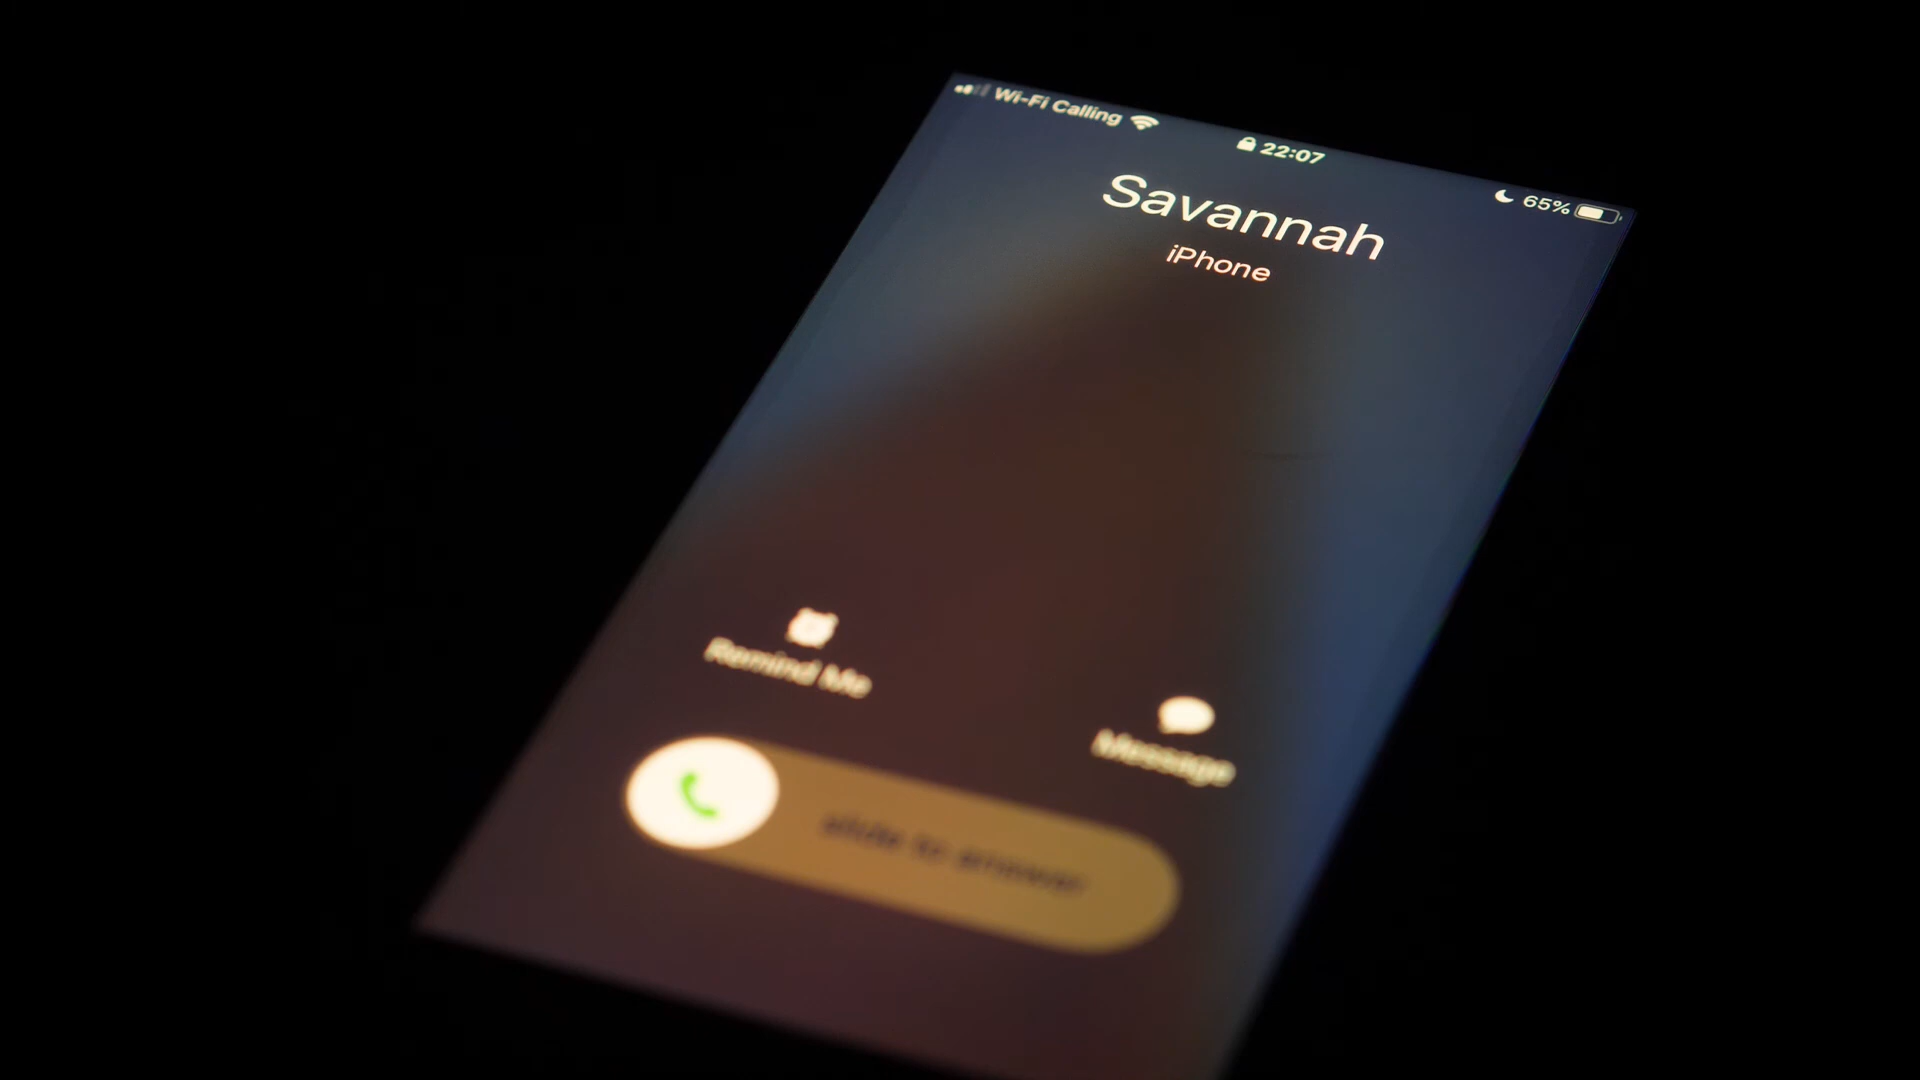 Wi-Fi Calling
22:07
65%
Savannah
iPhone
Remind Me
Message
slide to answer